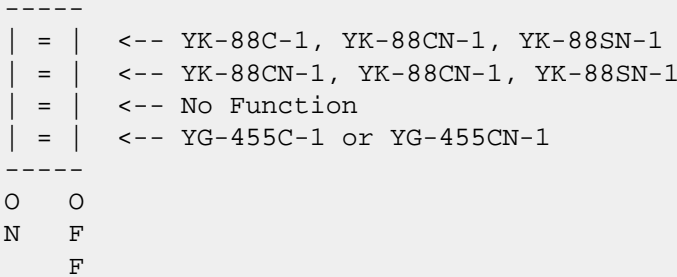 -----
| = |  <-- YK-88C-1, YK-88CN-1, YK-88SN-1
| = |  <-- YK-88CN-1, YK-88CN-1, YK-88SN-1
| = |  <-- No Function
| = |  <-- YG-455C-1 or YG-455CN-1
-----
O   O
N   F
    F